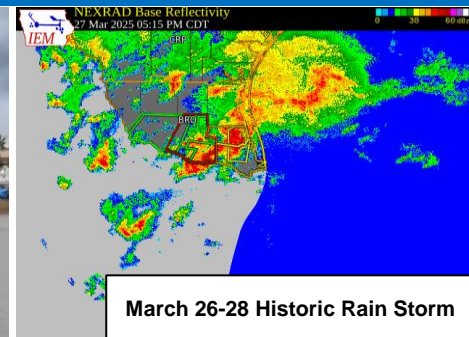 IEM
NEXRAD Base Reflectivity
27 Mar 2025 05:15 PM CDT
0 30 60 dBz
CRP
BRO
March 26-28 Historic Rain Storm